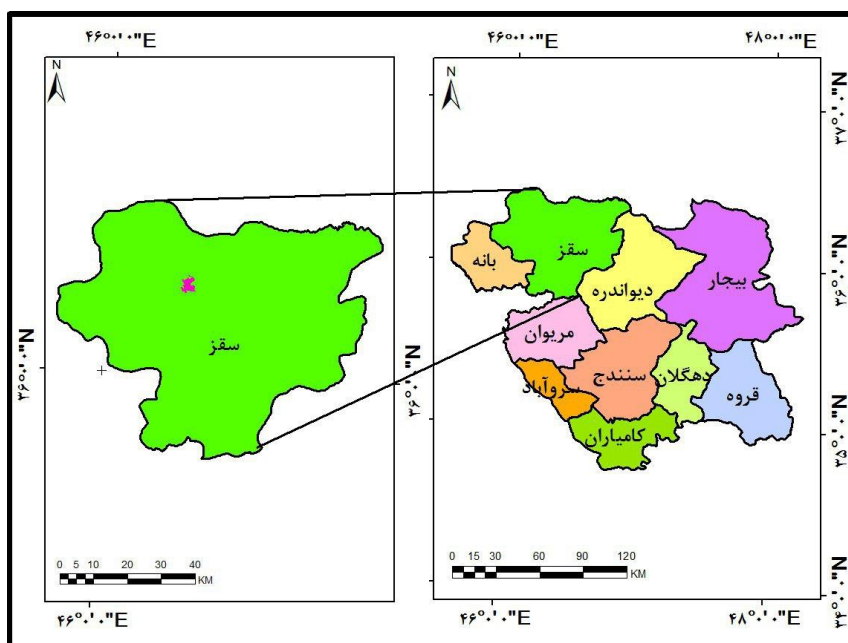 ۴۶°۰'۰"E
۴۶°۰'۰"E
۴۸°۰'۰"E
N
N
۳۷°۰'۰"N
سقز
بانه
دیواندره
بیجار
۳۶°۰'۰"N
سقز
مریوان
۳۶°۰'۰"N
۳۶°۰'۰"N
سنندج
دهگلان
قروه
سروآباد
کامیاران
۳۵°۰'۰"N
0 5 10 20 30 40
KM
0 15 30 60 90 120
KM
۳۴°۰'۰"N
۴۶°۰'۰"E
۴۶°۰'۰"E
۴۸°۰'۰"E